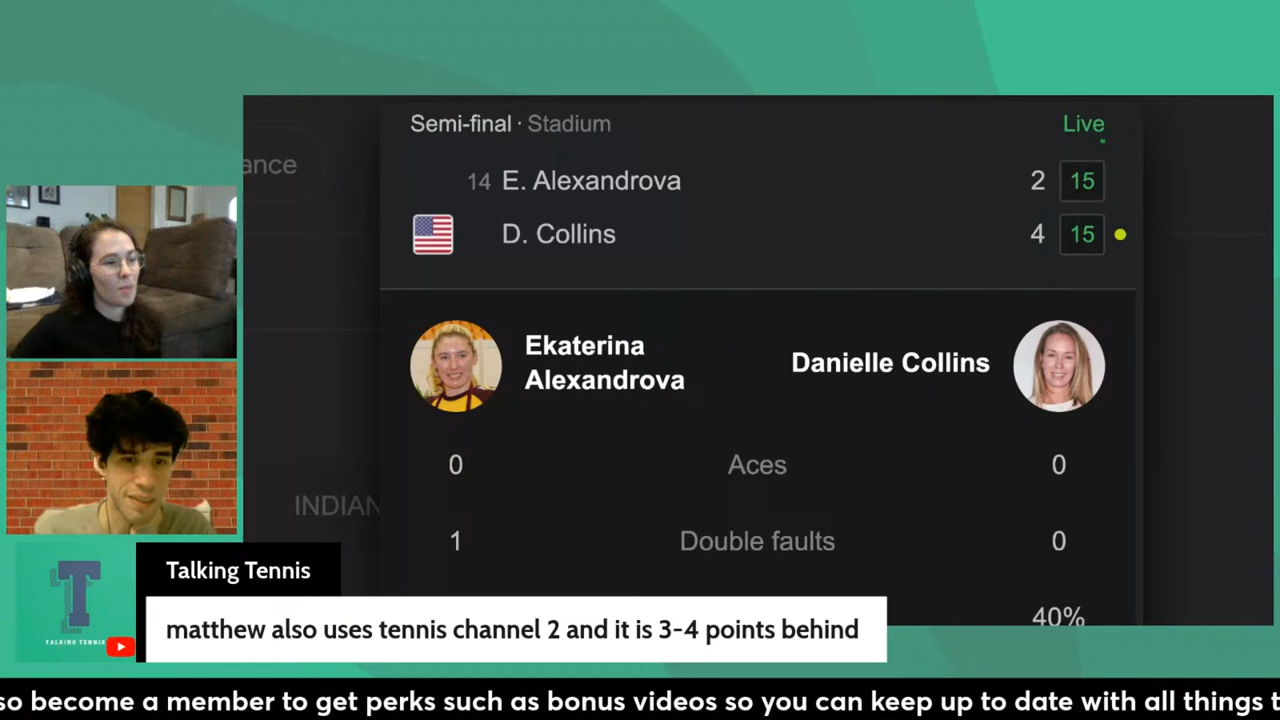 Semi-final · Stadium
Live
ance
14 E. Alexandrova 2 15
D. Collins 4 15
Ekaterina
Alexandrova
Danielle Collins
0 Aces 0
INDIAN
1 Double faults 0
40%
T
TALKING TENNIS
Talking Tennis
matthew also uses tennis channel 2 and it is 3-4 points behind
so become a member to get perks such as bonus videos so you can keep up to date with all things t